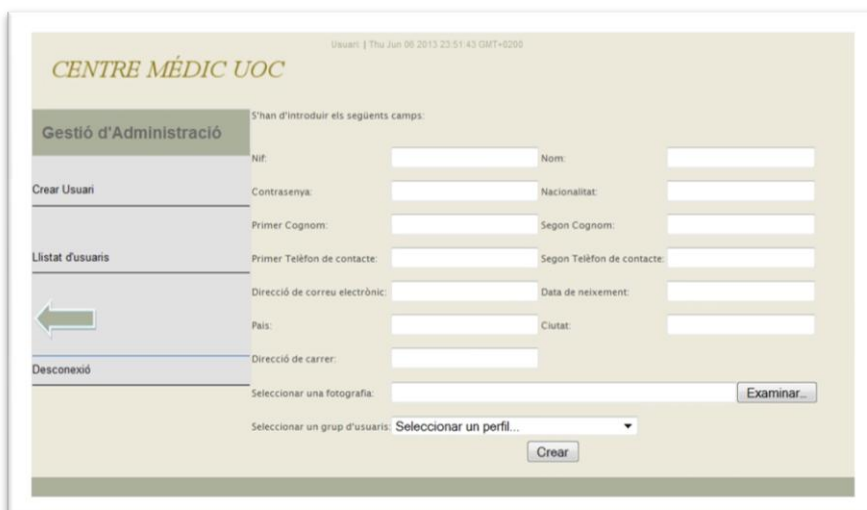 Usuari: | Thu Jun 06 2013 23:51:43 GMT+0200
CENTRE MÉDIC UOC
Gestió d'Administració
Crear Usuari
Llistat d'usuaris
Desconexió
S'han d'introduir els següents camps:
Nif: Nom:
Contrasenya: Nacionalitat:
Primer Cognom: Segon Cognom:
Primer Telèfon de contacte: Segon Telèfon de contacte:
Direcció de correu electrònic: Data de neixement:
Pais: Ciutat:
Direcció de carrer:
Seleccionar una fotografia: Examinar...
Seleccionar un grup d'usuaris: Seleccionar un perfil...
Crear